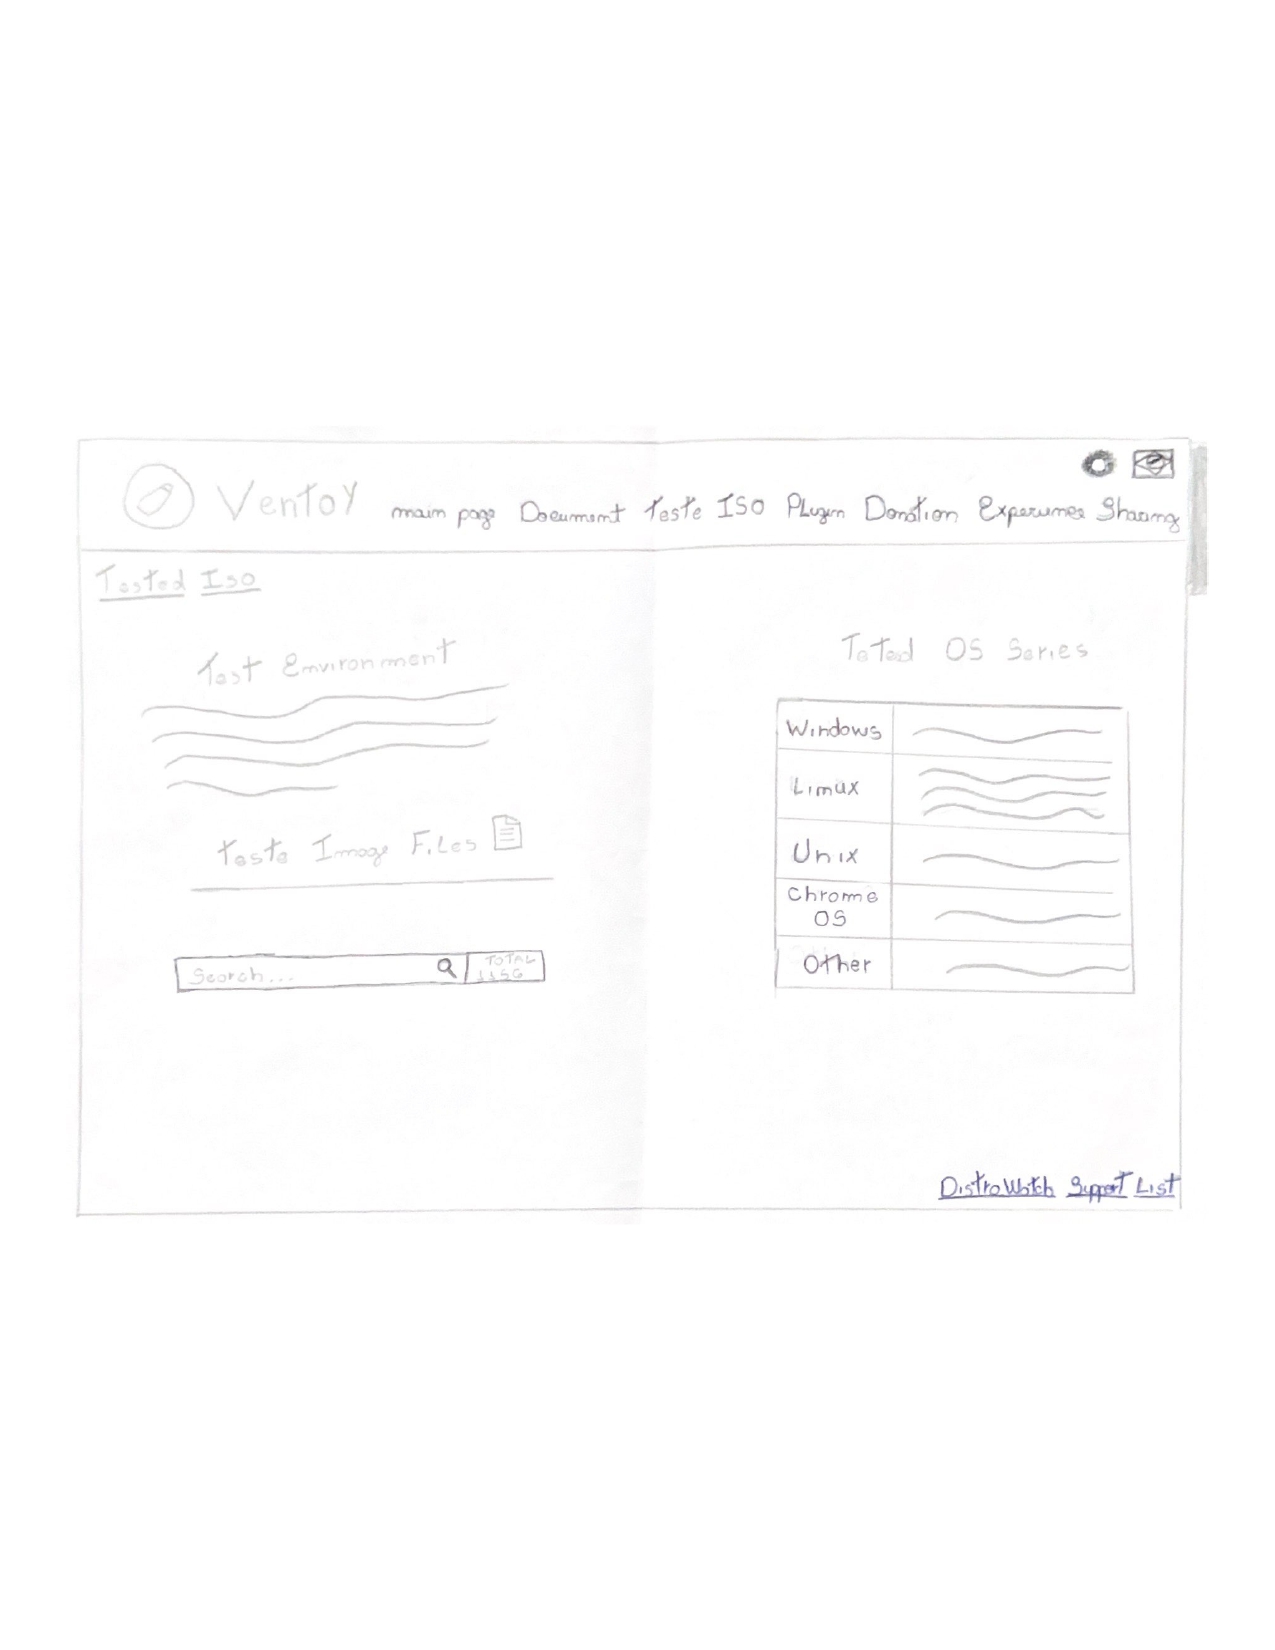 Ventoy
main page Document Teste ISO Plugin Donation Experience Sharing
Tested Iso
Test Environment
Teste Image Files
Search...
TOTAL
1156
Teted OS Series
Windows
Linux
Unix
Chrome
OS
Other
DistroWatch Support List